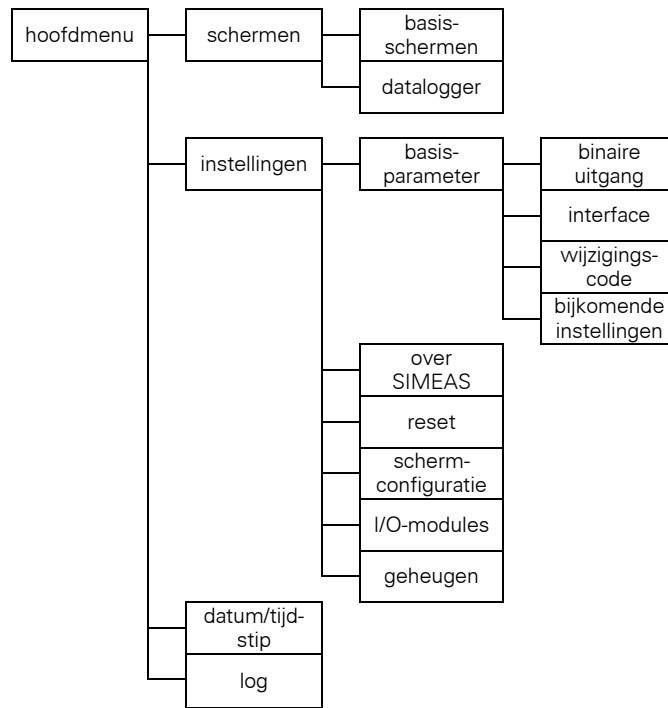 hoofdmenu
schermen
basis-
schermen
datalogger
instellingen
basis-
parameter
binaire
uitgang
interface
wijzigings-
code
bijkomende
instellingen
over
SIMEAS
reset
scherm-
configuratie
I/O-modules
geheugen
datum/tijd-
stip
log